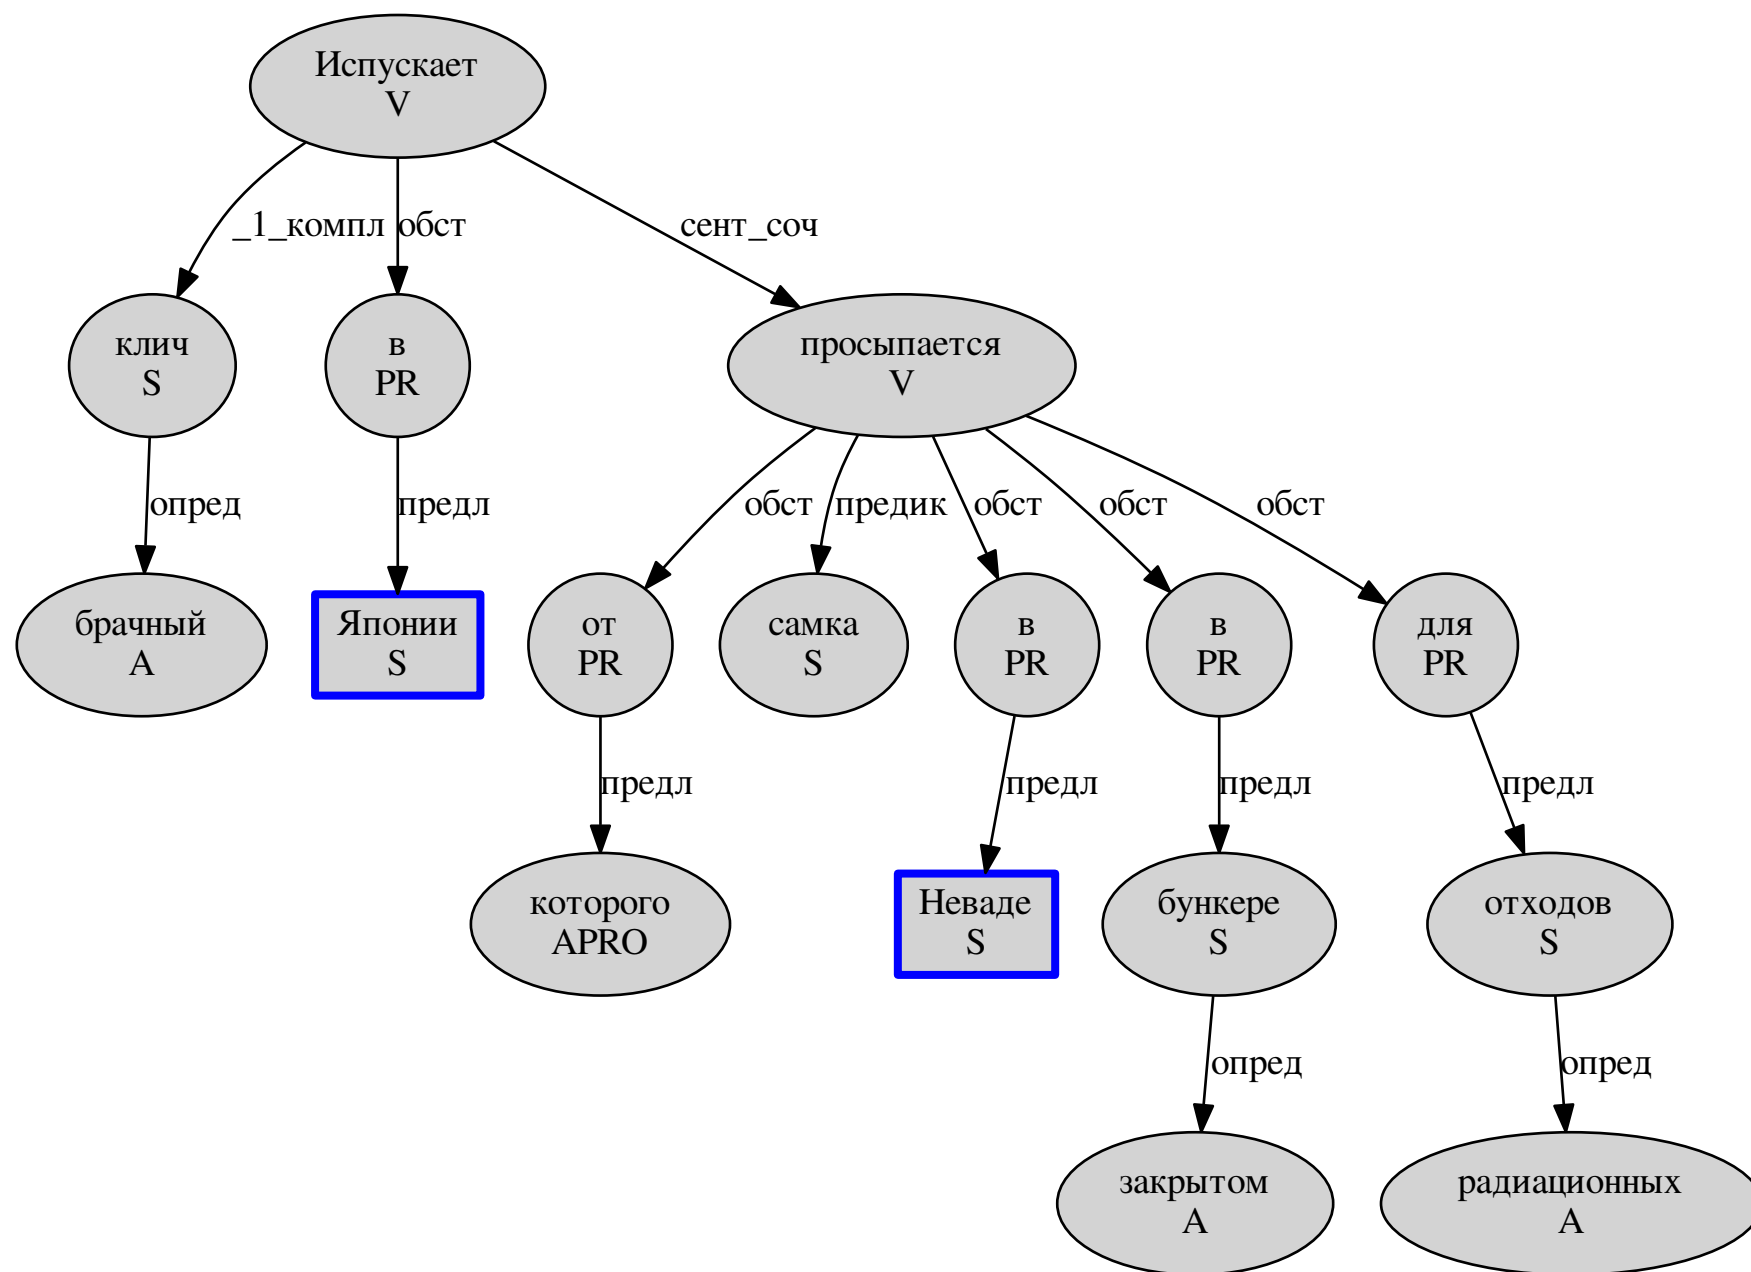 Испускает
V
_1_компл
обст
сент_соч
клич
S
в
PR
просыпается
V
опред
предл
обст
предик
обст
обст
обст
брачный
A
Японии
S
от
PR
самка
S
в
PR
в
PR
для
PR
предл
предл
предл
предл
которого
APRO
Неваде
S
бункере
S
отходов
S
опред
опред
закрытом
A
радиационных
A